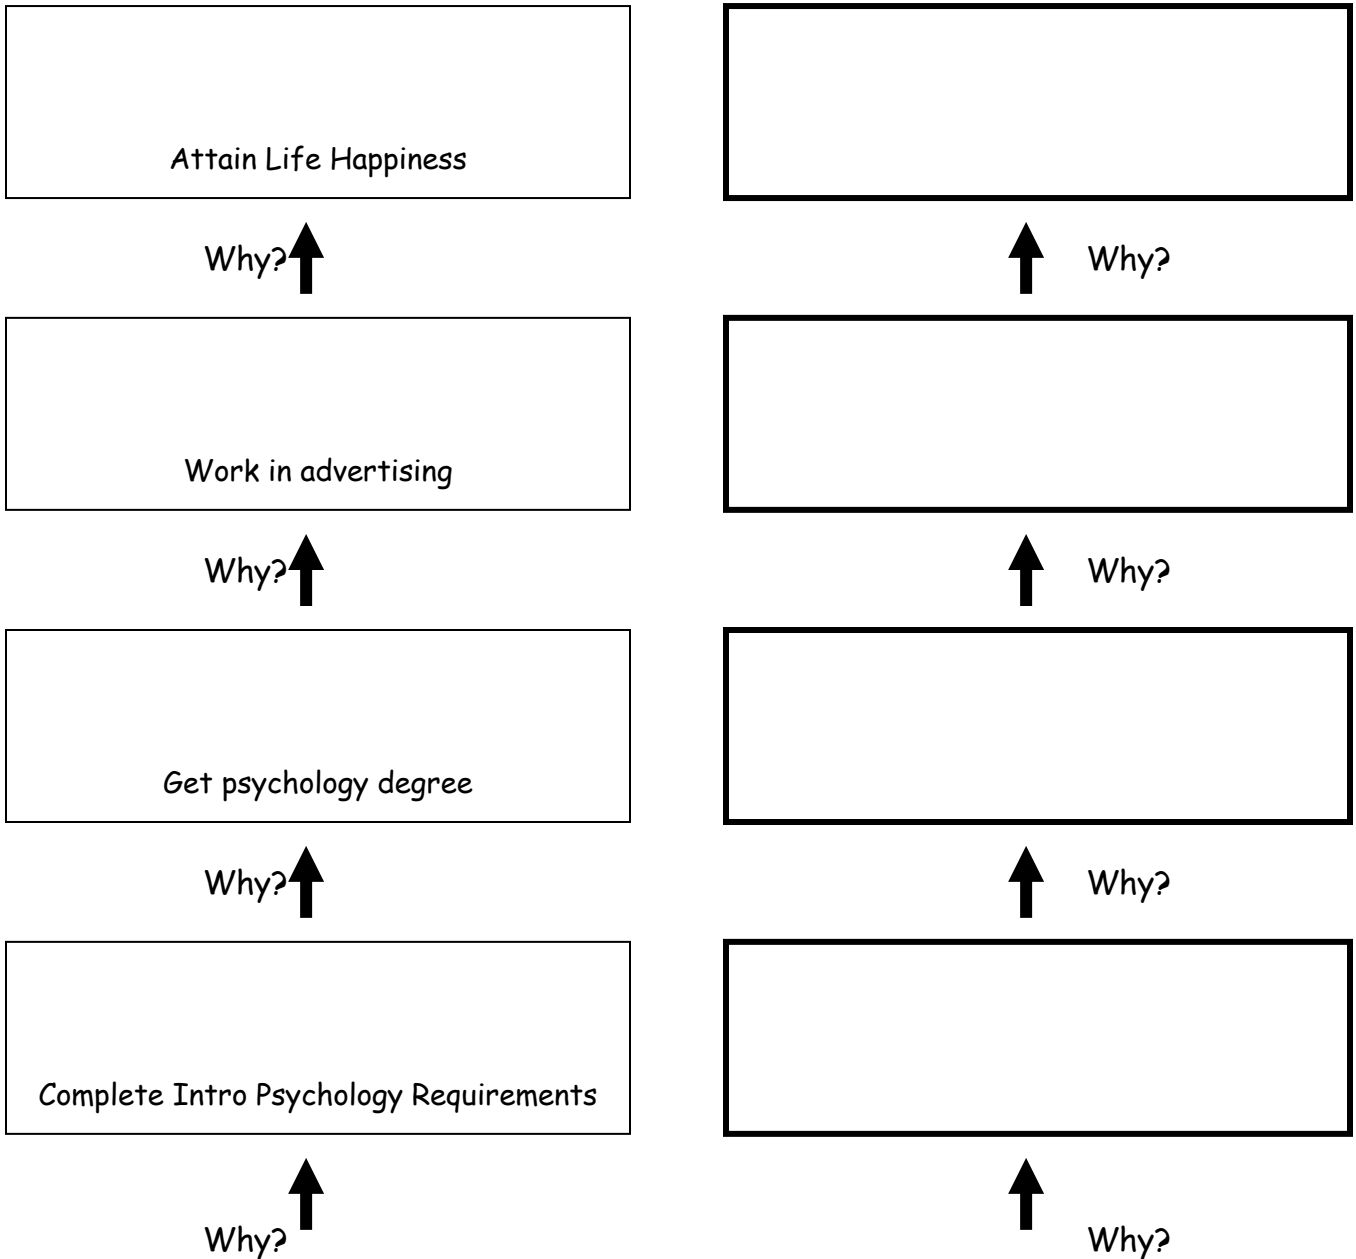 Attain Life Happiness
Why? Why?
Work in advertising
Why? Why?
Get psychology degree
Why? Why?
Complete Intro Psychology Requirements
Why? Why?